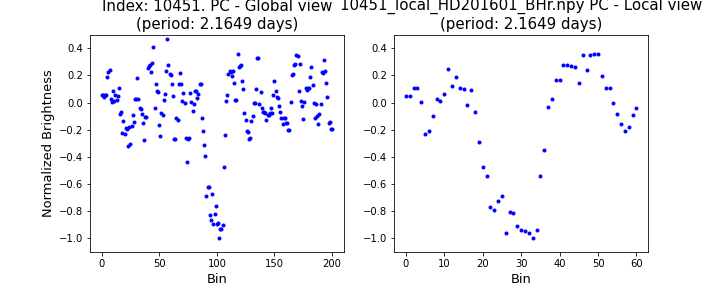 Index: 10451. PC - Global view
(period: 2.1649 days)
10451_local_HD201601_BHr.npy PC - Local view
(period: 2.1649 days)
Normalized Brightness
0.4
0.2
0.0
−0.2
−0.4
−0.6
−0.8
−1.0
0 50 100 150 200
Bin
0.4
0.2
0.0
−0.2
−0.4
−0.6
−0.8
−1.0
0 10 20 30 40 50 60
Bin